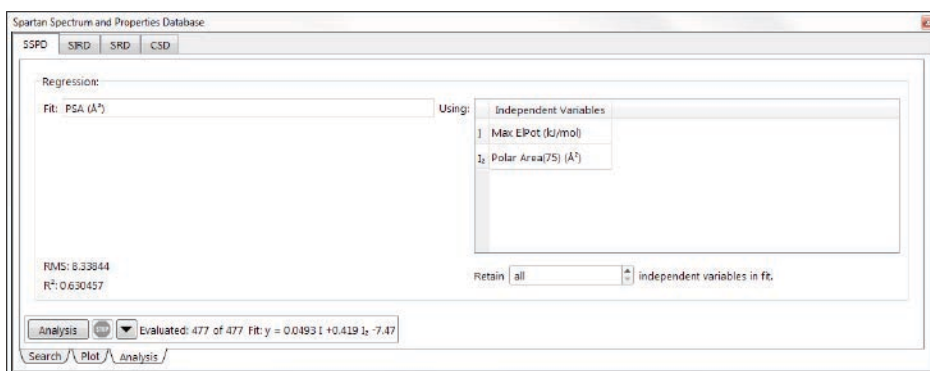 Spartan Spectrum and Properties Database
SSPD SIRD SRD CSD
Regression:
Fit: PSA (Å²) Using:
Independent Variables
I Max ElPot (kJ/mol)
I₂ Polar Area(75) (Å²)
RMS: 8.33844
R²: 0.630457
Retain all independent variables in fit.
Analysis STOP Evaluated: 477 of 477 Fit: y = 0.0493 I +0.419 I₂ -7.47
Search Plot Analysis